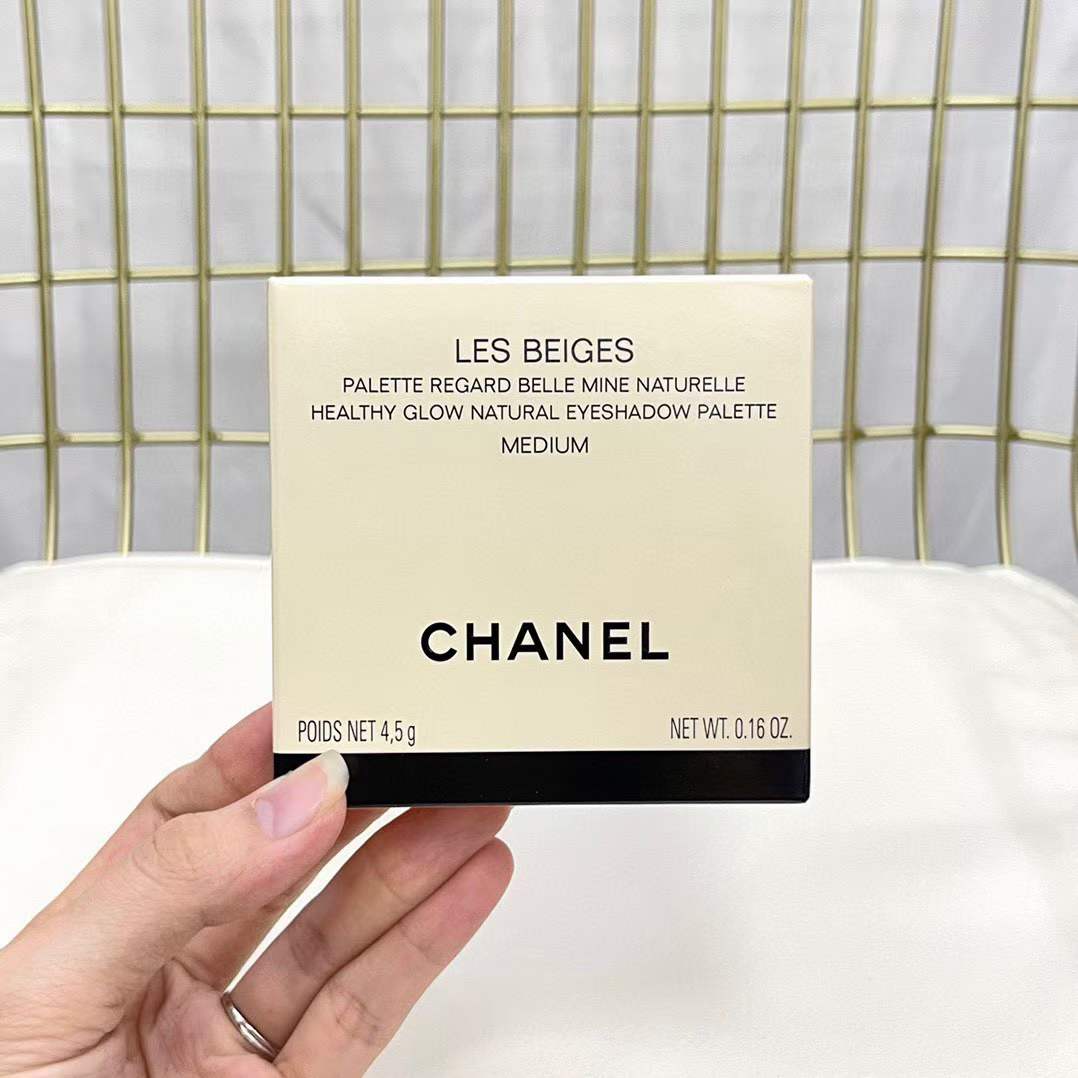 LES BEIGES
PALETTE REGARD BELLE MINE NATURELLE
HEALTHY GLOW NATURAL EYESHADOW PALETTE
MEDIUM
CHANEL
POIDS NET 4,5 g NET WT. 0.16 OZ.